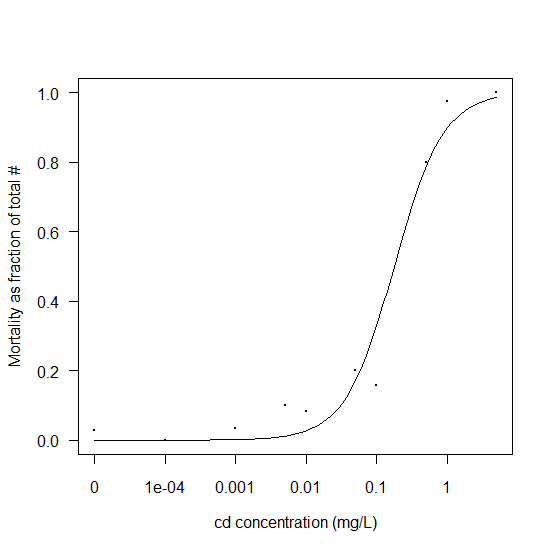 Mortality as fraction of total #
1.0
0.8
0.6
0.4
0.2
0.0
0 1e-04 0.001 0.01 0.1 1
cd concentration (mg/L)